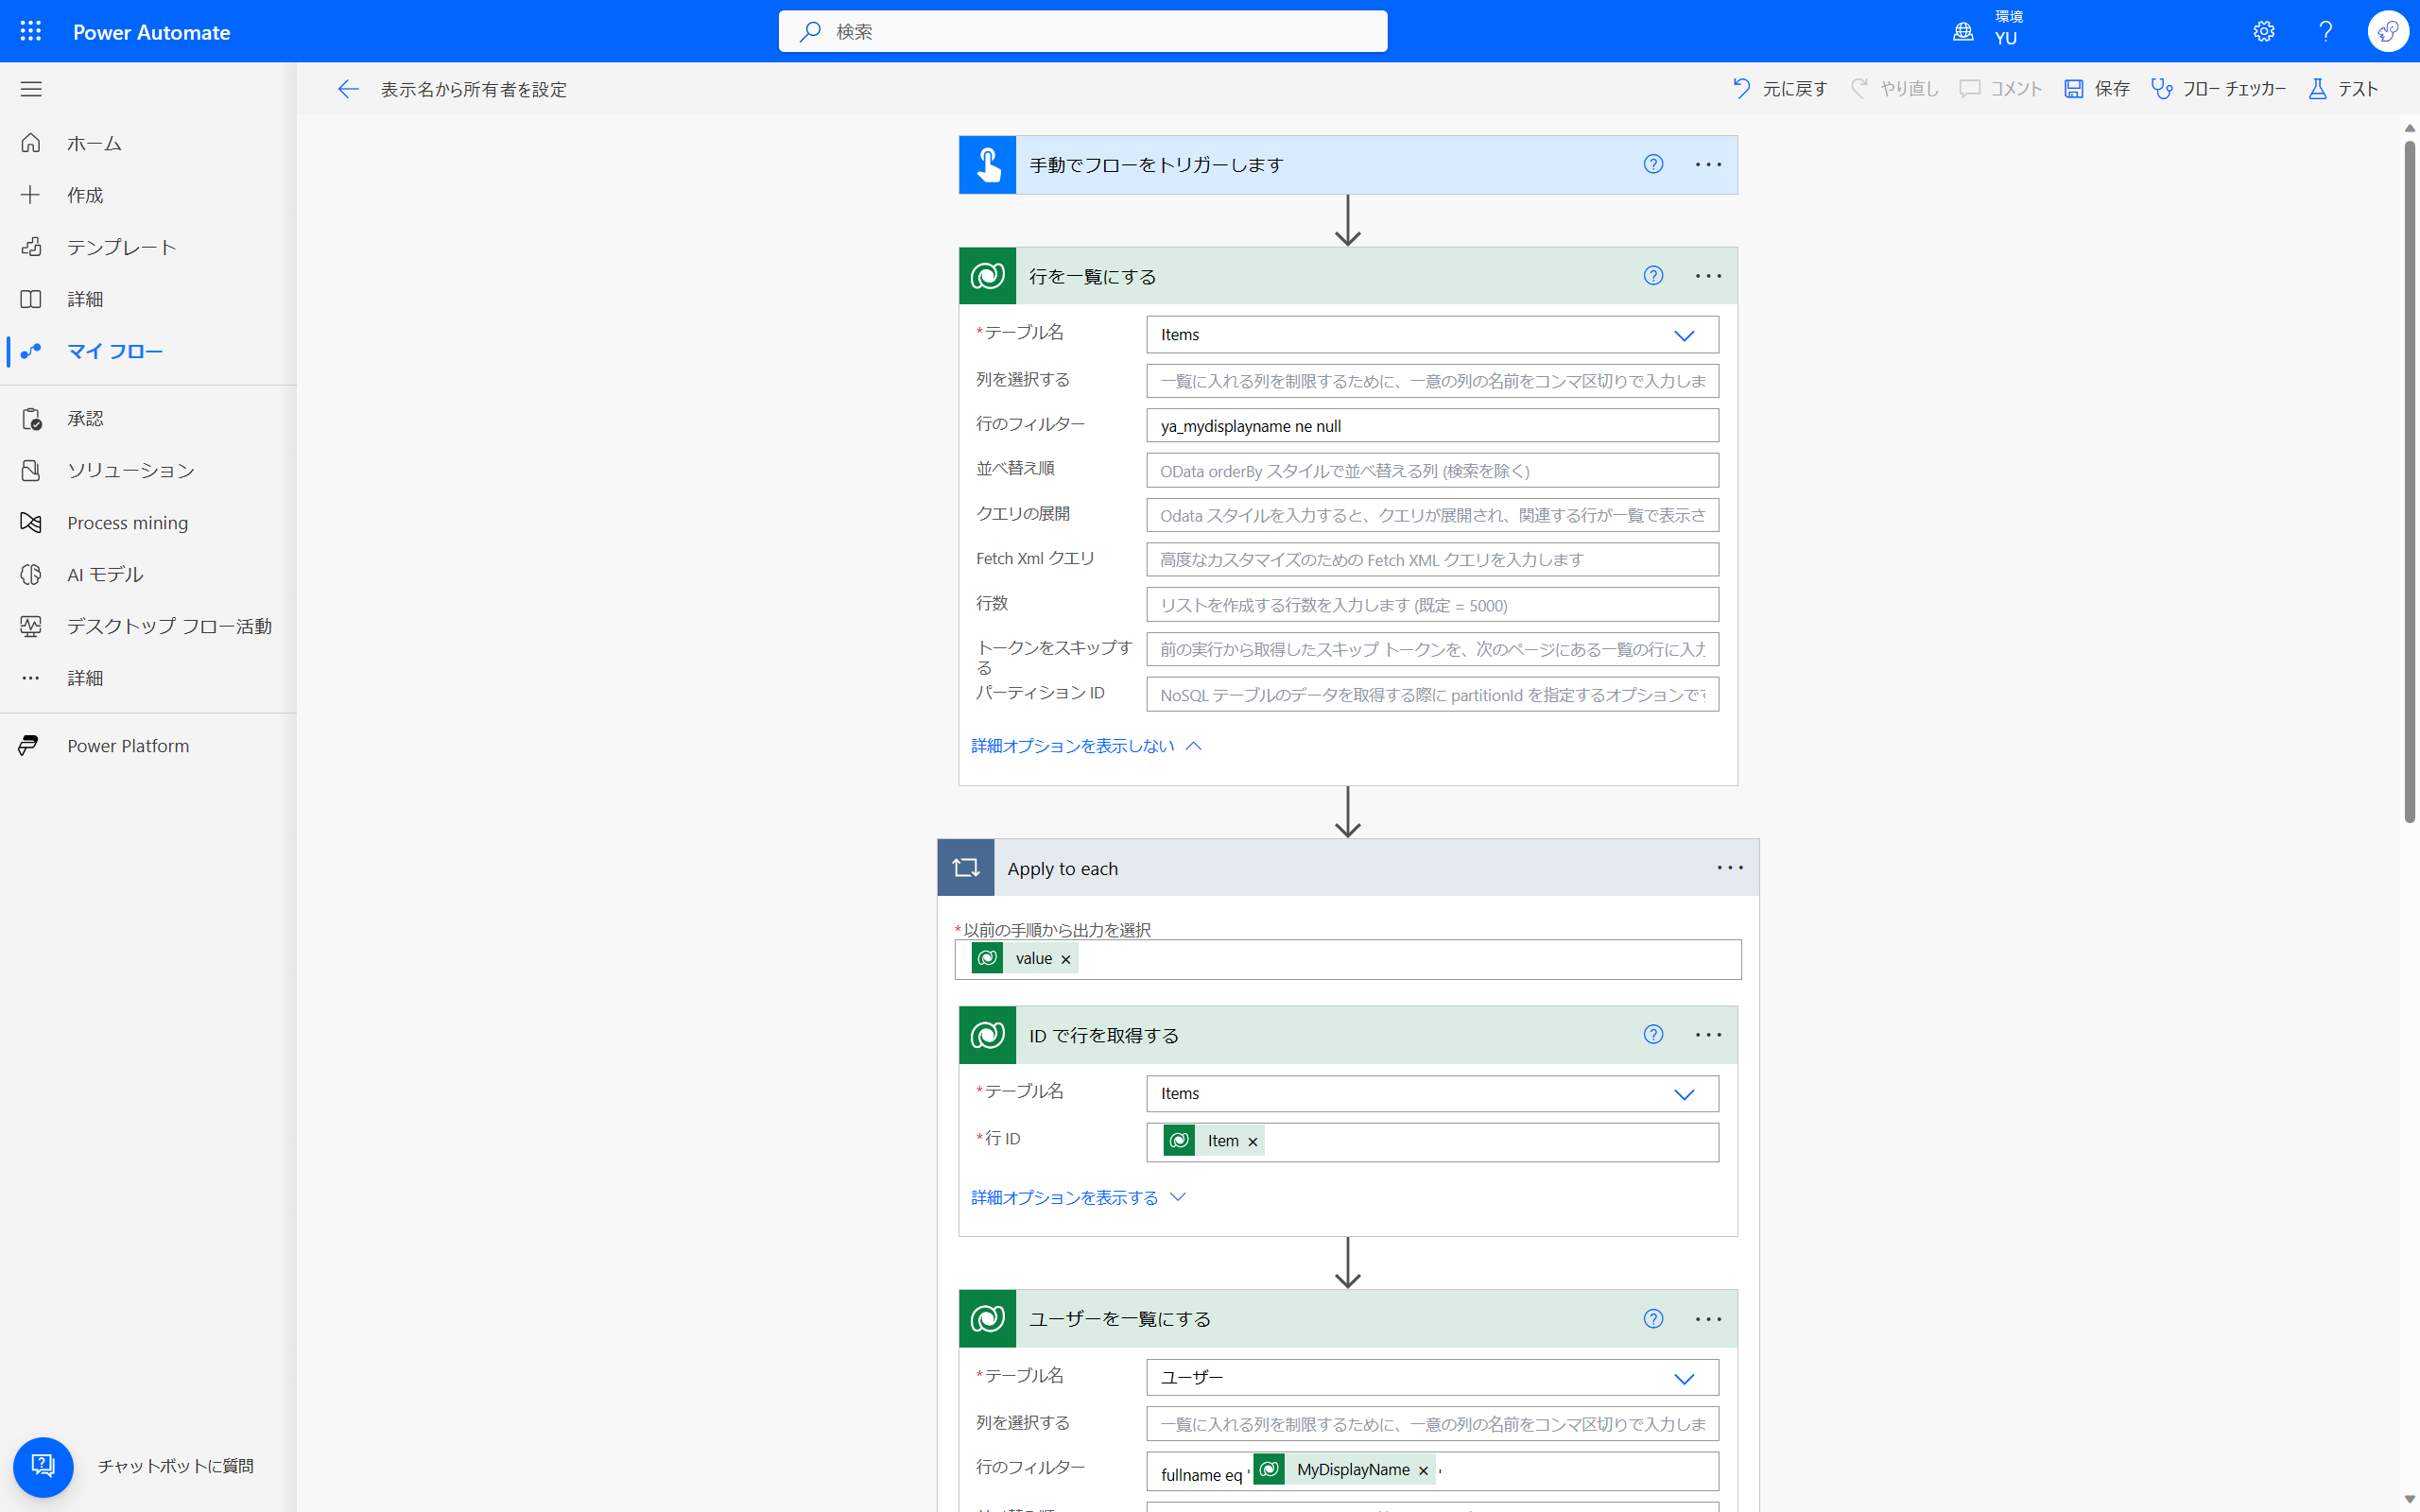 Power Automate
検索
環境
YU
表示名から所有者を設定
元に戻す
やり直し
コメント
保存
フロー チェッカー
テスト
ホーム
作成
テンプレート
詳細
マイ フロー
承認
ソリューション
Process mining
AI モデル
デスクトップ フロー活動
詳細
Power Platform
チャットボットに質問
手動でフローをトリガーします
行を一覧にする
*テーブル名
Items
列を選択する
一覧に入れる列を制限するために、一意の列の名前をコンマ区切りで入力しま
行のフィルター
ya_mydisplayname ne null
並べ替え順
OData orderBy スタイルで並べ替える列 (検索を除く)
クエリの展開
Odata スタイルを入力すると、クエリが展開され、関連する行が一覧で表示さ
Fetch Xml クエリ
高度なカスタマイズのための Fetch XML クエリを入力します
行数
リストを作成する行数を入力します (既定 = 5000)
トークンをスキップす
る
前の実行から取得したスキップ トークンを、次のページにある一覧の行に入力
パーティション ID
NoSQL テーブルのデータを取得する際に partitionId を指定するオプションです
詳細オプションを表示しない
Apply to each
*以前の手順から出力を選択
value ×
ID で行を取得する
*テーブル名
Items
*行 ID
Item ×
詳細オプションを表示する
ユーザーを一覧にする
*テーブル名
ユーザー
列を選択する
一覧に入れる列を制限するために、一意の列の名前をコンマ区切りで入力しま
行のフィルター
fullname eq ' MyDisplayName × '